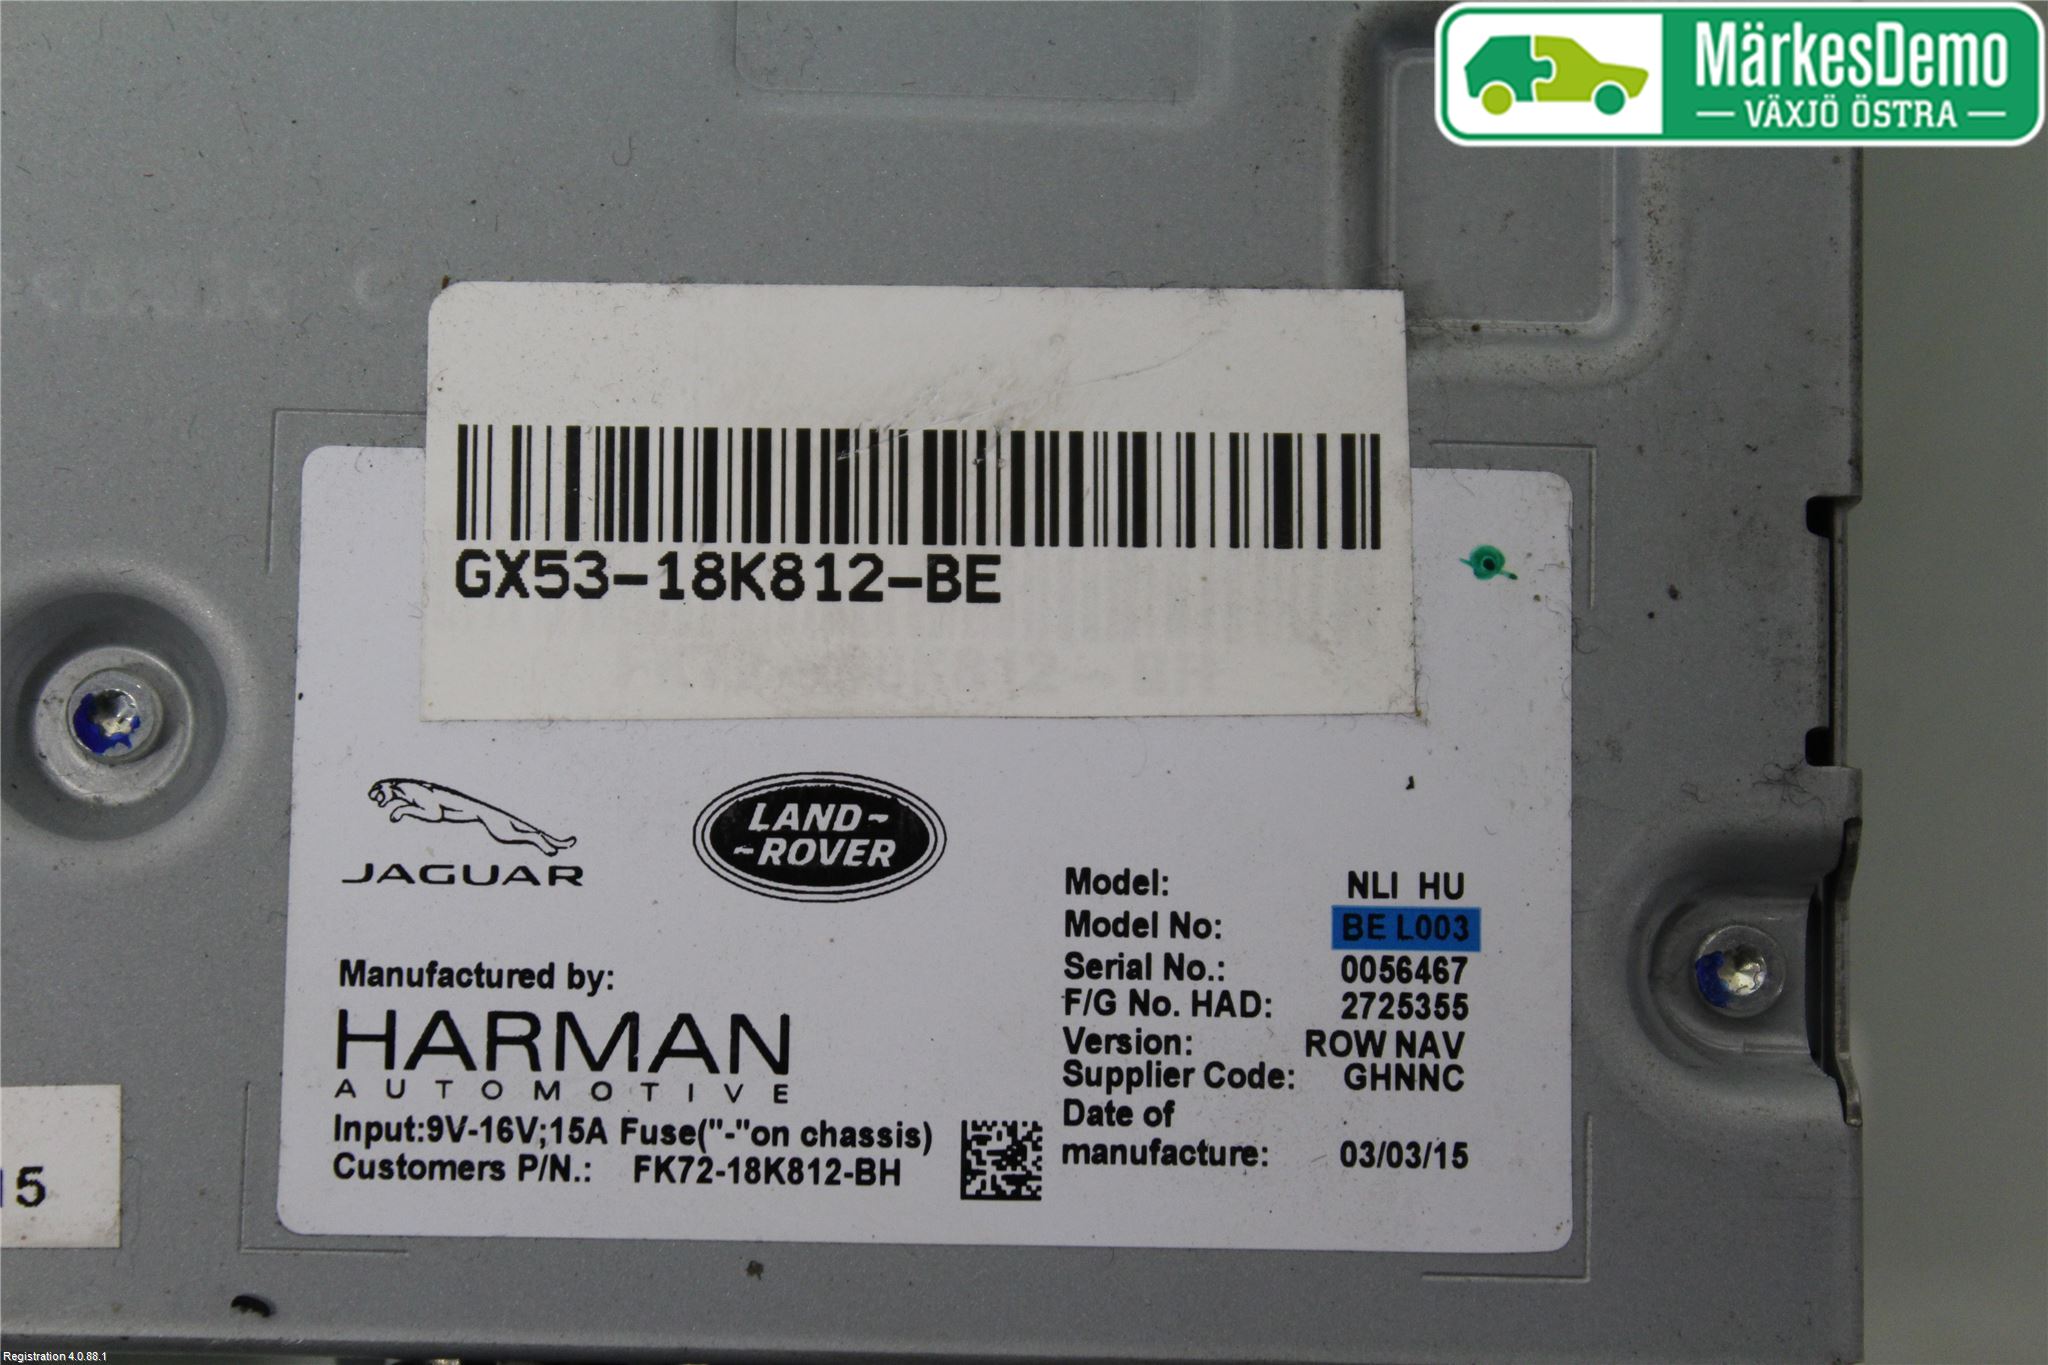 MärkesDemo
VÄXJÖ ÖSTRA
GX53-18K812-BE
JAGUAR
LAND-
-ROVER
Manufactured by:
HARMAN
AUTOMOTIVE
Input:9V-16V;15A Fuse("-"on chassis)
Customers P/N.: FK72-18K812-BH
Model: NLI HU
Model No: BE L003
Serial No.: 0056467
F/G No. HAD: 2725355
Version: ROW NAV
Supplier Code: GHNNC
Date of
manufacture: 03/03/15
15
Registration 4.0.88.1